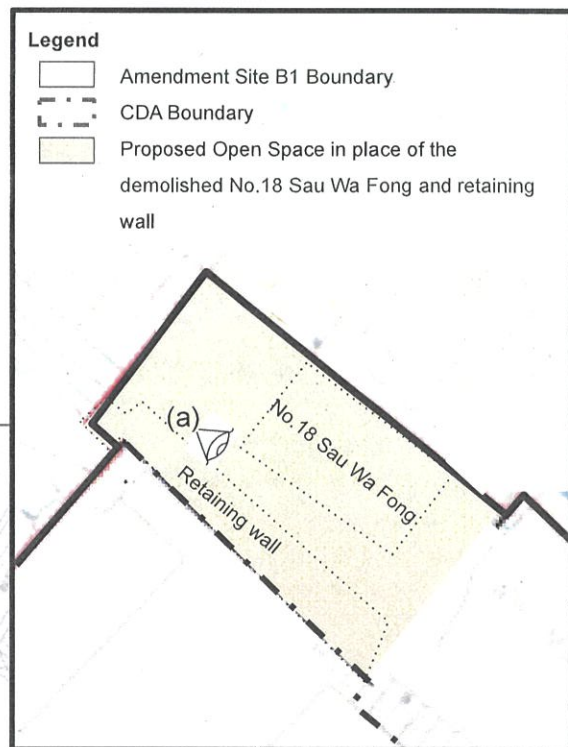 Legend
Amendment Site B1 Boundary
CDA Boundary
Proposed Open Space in place of the
demolished No.18 Sau Wa Fong and retaining
wall
(a)
No.18 Sau Wa Fong
Retaining wall